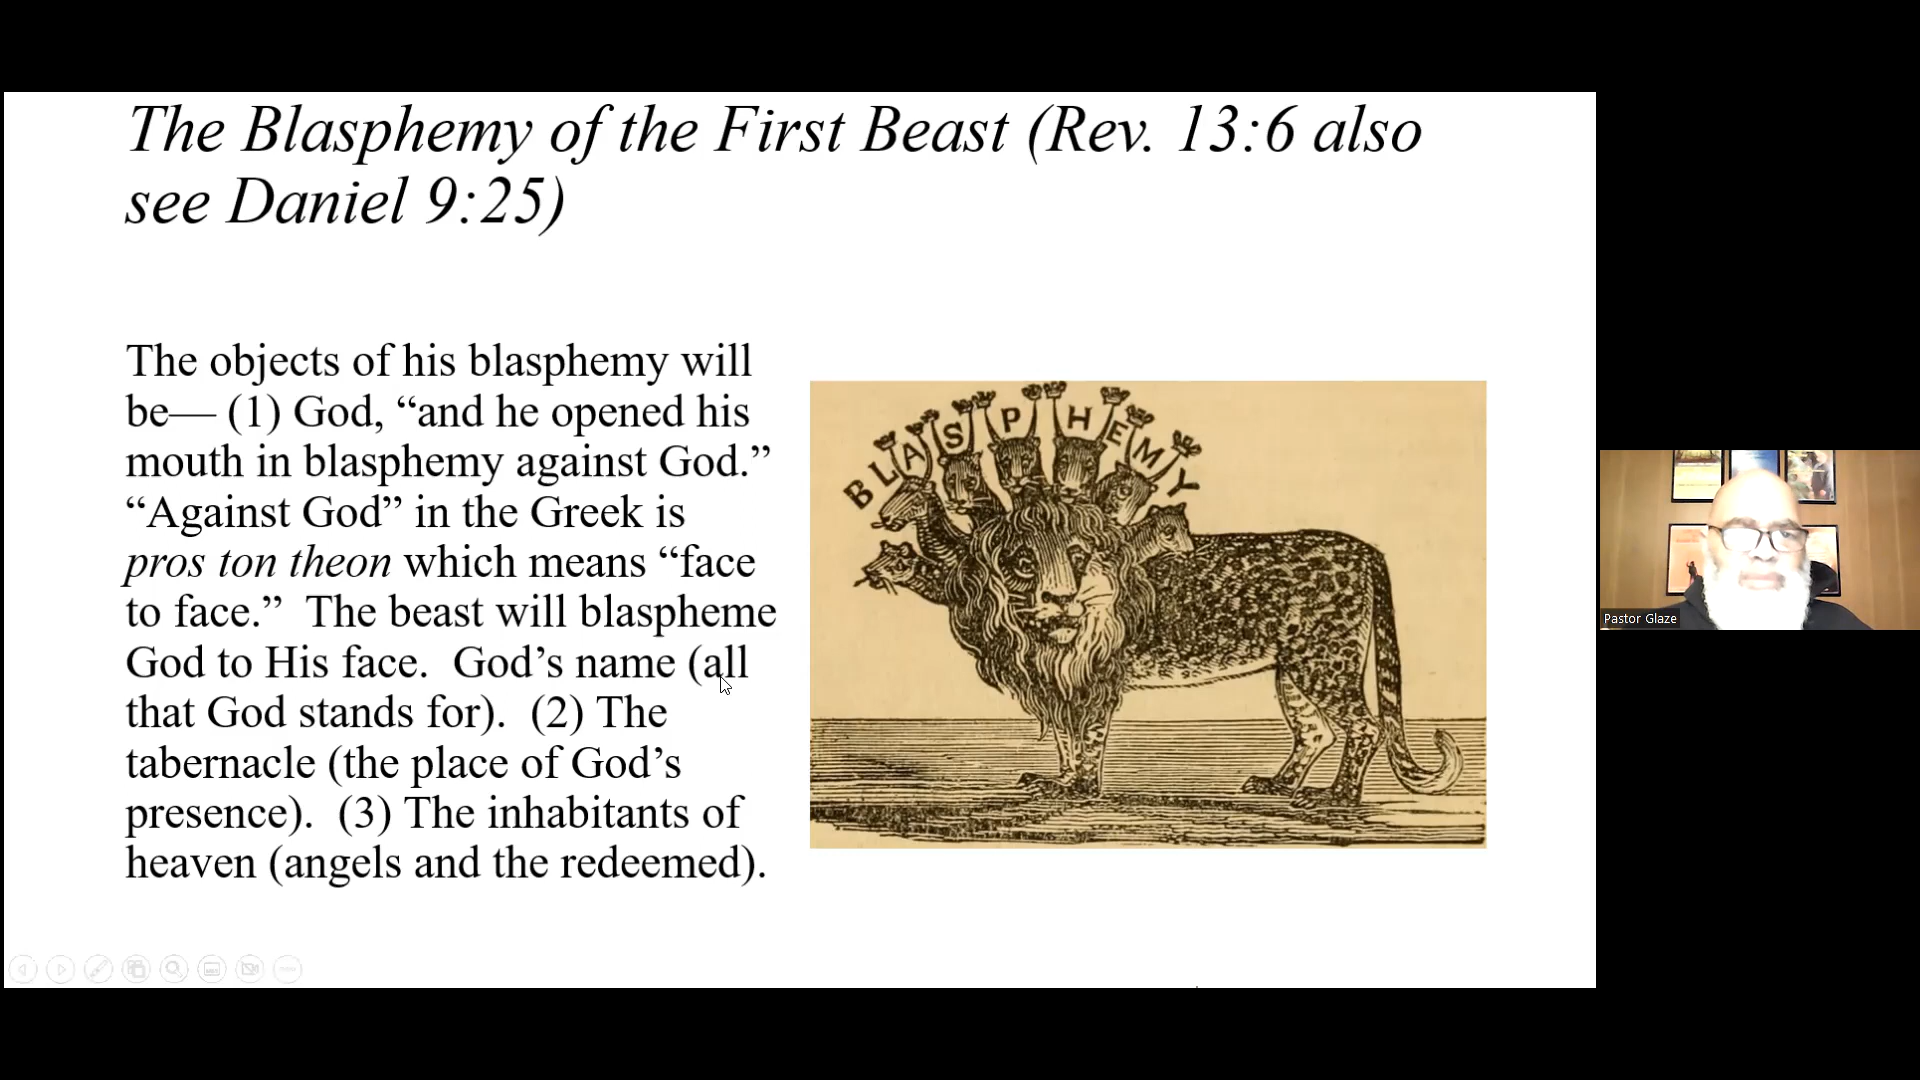 The Blasphemy of the First Beast (Rev. 13:6 also
see Daniel 9:25)
The objects of his blasphemy will
be— (1) God, “and he opened his
mouth in blasphemy against God.”
“Against God” in the Greek is
pros ton theon which means “face
to face.”  The beast will blaspheme
God to His face.  God’s name (all
that God stands for).  (2) The
tabernacle (the place of God’s
presence).  (3) The inhabitants of
heaven (angels and the redeemed).
BLASPHEMY
Pastor Glaze